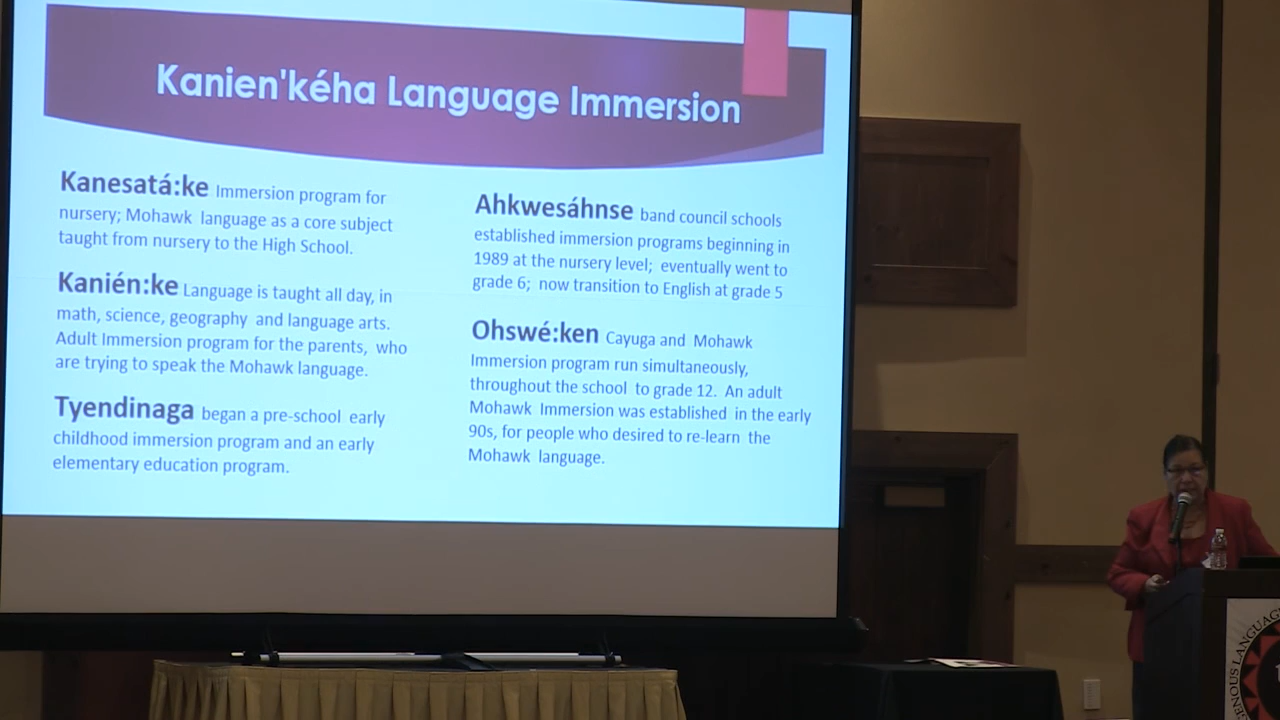 Kanien'kéha Language Immersion
Kanesatá:ke Immersion program for
nursery; Mohawk language as a core subject
taught from nursery to the High School.
Kanién:ke Language is taught all day, in
math, science, geography and language arts.
Adult Immersion program for the parents, who
are trying to speak the Mohawk language.
Tyendinaga began a pre-school early
childhood immersion program and an early
elementary education program.
Ahkwesáhnse band council schools
established immersion programs beginning in
1989 at the nursery level; eventually went to
grade 6; now transition to English at grade 5
Ohswé:ken Cayuga and Mohawk
Immersion program run simultaneously,
throughout the school to grade 12. An adult
Mohawk Immersion was established in the early
90s, for people who desired to re-learn the
Mohawk language.